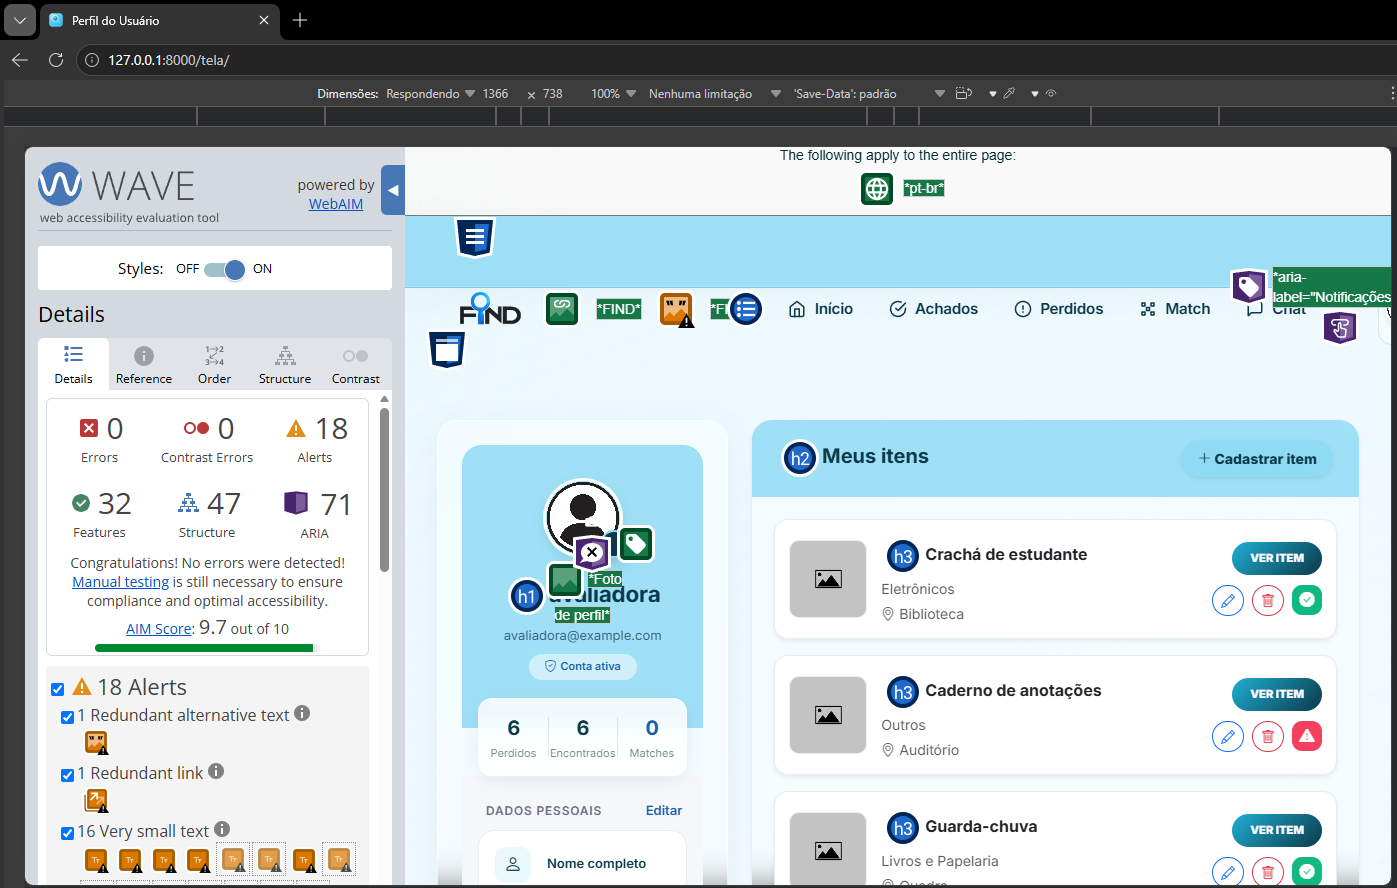 Perfil do Usuário
127.0.0.1:8000/tela/
Dimensões: Respondendo 1366 x 738 100% Nenhuma limitação 'Save-Data': padrão
WAVE
web accessibility evaluation tool
powered by
WebAIM
Styles: OFF ON
Details
Details Reference Order Structure Contrast
0 0 18
Errors Contrast Errors Alerts
32 47 71
Features Structure ARIA
Congratulations! No errors were detected!
Manual testing is still necessary to ensure
compliance and optimal accessibility.
AIM Score: 9.7 out of 10
18 Alerts
1 Redundant alternative text
1 Redundant link
16 Very small text
The following apply to the entire page:
*pt-br*
*aria-
label="Notificações
FIND *FIND* Início Achados Perdidos Match Chat
h2 Meus itens
+ Cadastrar item
*Foto
h1 avaliadora
de perfil*
avaliadora@example.com
Conta ativa
6 6 0
Perdidos Encontrados Matches
DADOS PESSOAIS Editar
Nome completo
h3 Crachá de estudante
Eletrônicos
Biblioteca
VER ITEM
h3 Caderno de anotações
Outros
Auditório
VER ITEM
h3 Guarda-chuva
Livros e Papelaria
VER ITEM